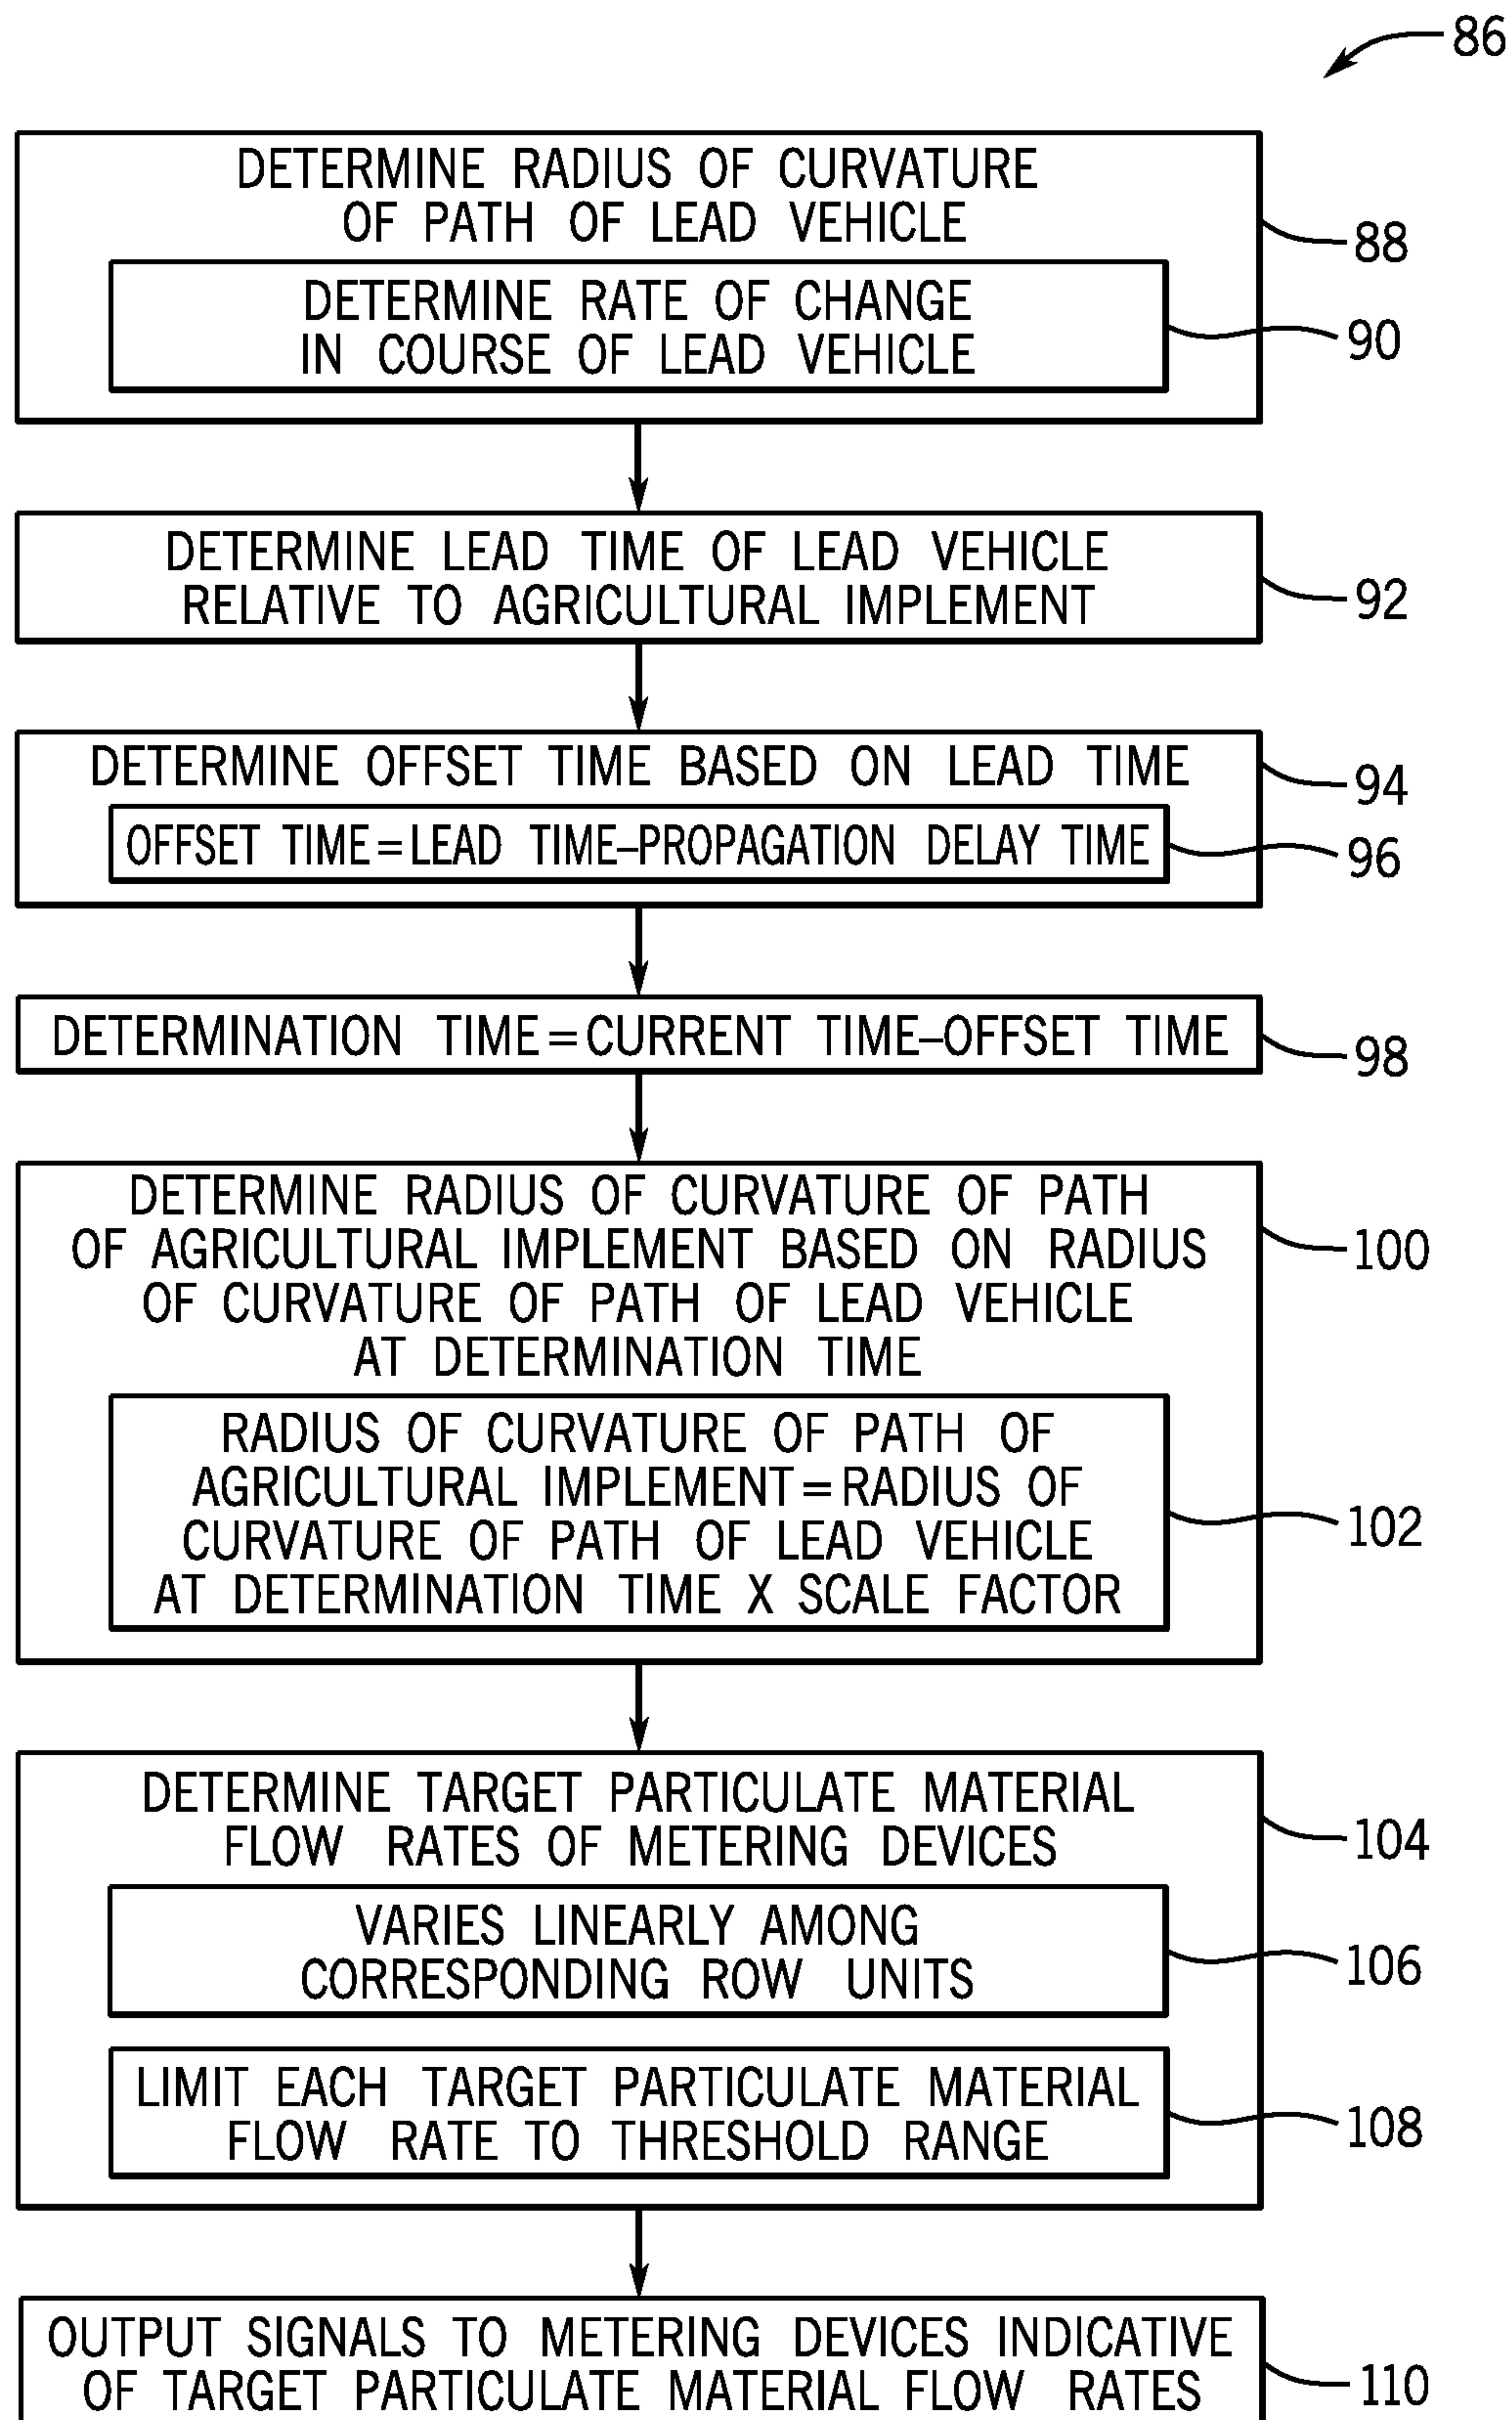 86
DETERMINE RADIUS OF CURVATURE
OF PATH OF LEAD VEHICLE
88
DETERMINE RATE OF CHANGE
IN COURSE OF LEAD VEHICLE
90
DETERMINE LEAD TIME OF LEAD VEHICLE
RELATIVE TO AGRICULTURAL IMPLEMENT
92
DETERMINE OFFSET TIME BASED ON LEAD TIME
94
OFFSET TIME=LEAD TIME–PROPAGATION DELAY TIME
96
DETERMINATION TIME=CURRENT TIME–OFFSET TIME
98
DETERMINE RADIUS OF CURVATURE OF PATH
OF AGRICULTURAL IMPLEMENT BASED ON RADIUS
OF CURVATURE OF PATH OF LEAD VEHICLE
AT DETERMINATION TIME
100
RADIUS OF CURVATURE OF PATH OF
AGRICULTURAL IMPLEMENT=RADIUS OF
CURVATURE OF PATH OF LEAD VEHICLE
AT DETERMINATION TIME X SCALE FACTOR
102
DETERMINE TARGET PARTICULATE MATERIAL
FLOW RATES OF METERING DEVICES
104
VARIES LINEARLY AMONG
CORRESPONDING ROW UNITS
106
LIMIT EACH TARGET PARTICULATE MATERIAL
FLOW RATE TO THRESHOLD RANGE
108
OUTPUT SIGNALS TO METERING DEVICES INDICATIVE
OF TARGET PARTICULATE MATERIAL FLOW RATES
110